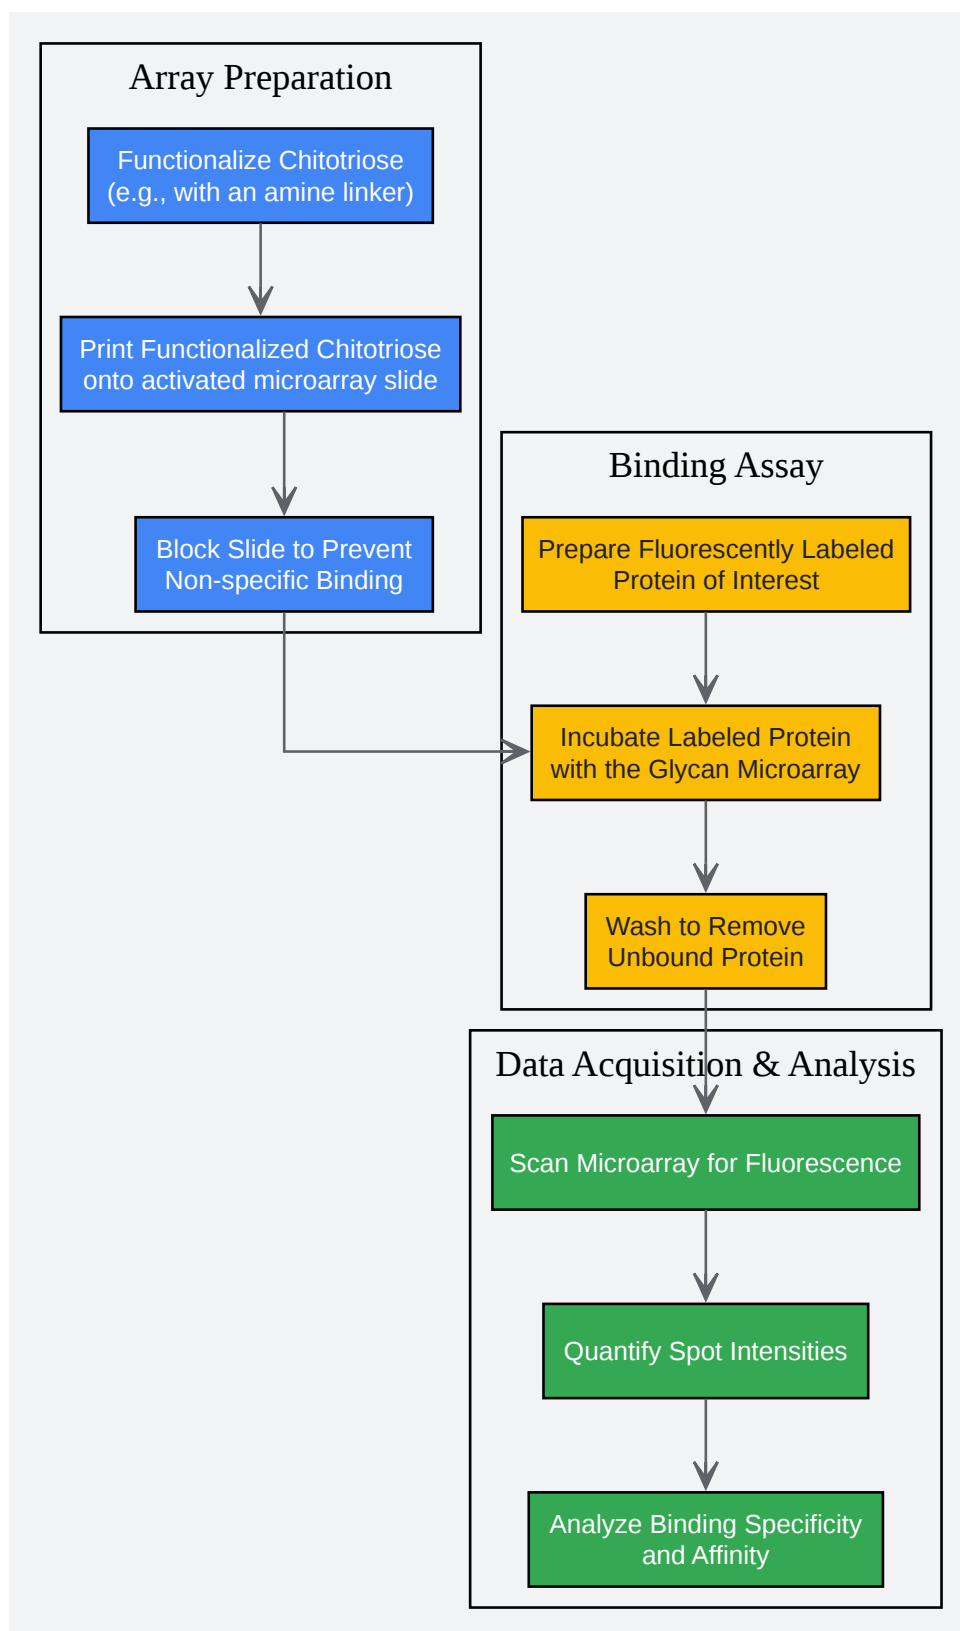 Array Preparation
Functionalize Chitotriose
(e.g., with an amine linker)
Print Functionalized Chitotriose
onto activated microarray slide
Block Slide to Prevent
Non-specific Binding
Binding Assay
Prepare Fluorescently Labeled
Protein of Interest
Incubate Labeled Protein
with the Glycan Microarray
Wash to Remove
Unbound Protein
Data Acquisition & Analysis
Scan Microarray for Fluorescence
Quantify Spot Intensities
Analyze Binding Specificity
and Affinity